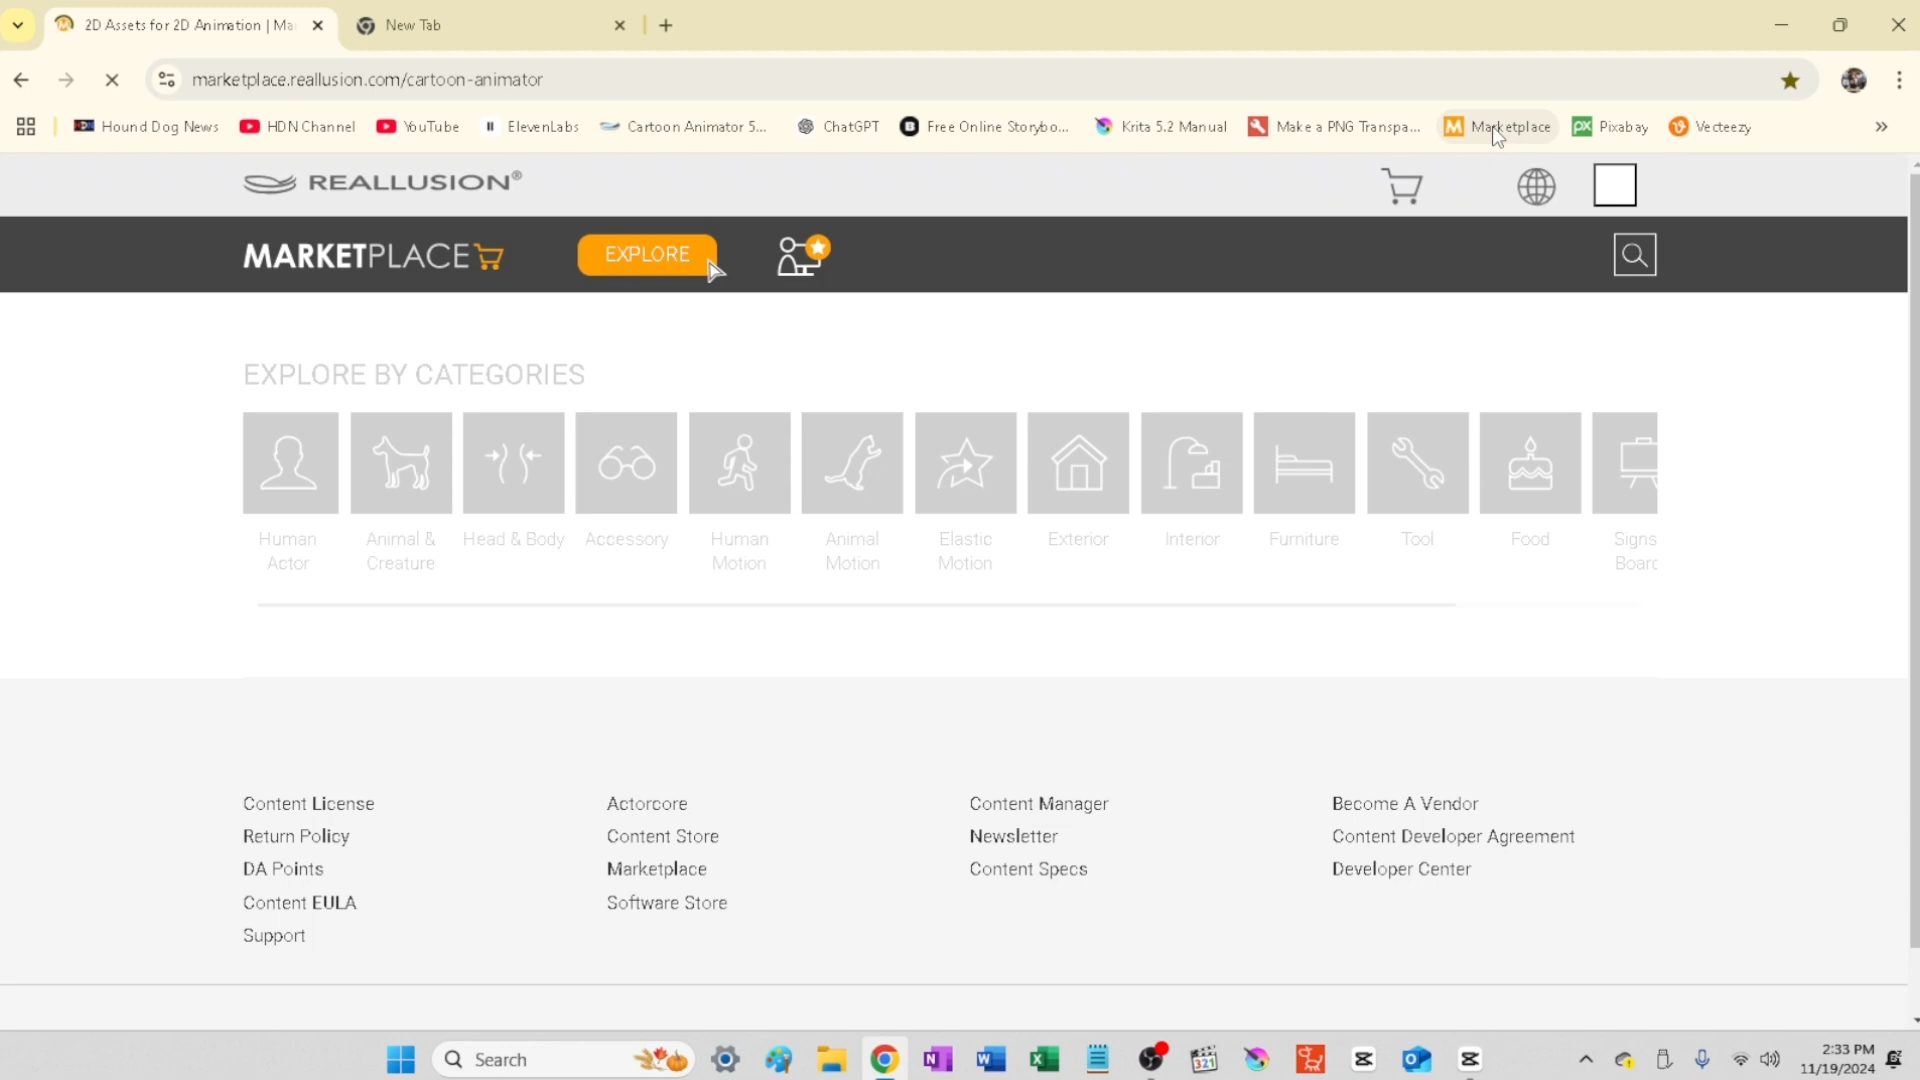 2D Assets for 2D Animation | Ma
New Tab
marketplace.reallusion.com/cartoon-animator
Hound Dog News
HDN Channel
YouTube
ElevenLabs
Cartoon Animator 5...
ChatGPT
Free Online Storybo...
Krita 5.2 Manual
Make a PNG Transpa...
Marketplace
Pixabay
Vecteezy
REALLUSION®
MARKETPLACE
EXPLORE
EXPLORE BY CATEGORIES
Human
Actor
Animal &
Creature
Head & Body
Accessory
Human
Motion
Animal
Motion
Elastic
Motion
Exterior
Interior
Furniture
Tool
Food
Signs
Board
Content License
Return Policy
DA Points
Content EULA
Support
Actorcore
Content Store
Marketplace
Software Store
Content Manager
Newsletter
Content Specs
Become A Vendor
Content Developer Agreement
Developer Center
Search
2:33 PM
11/19/2024